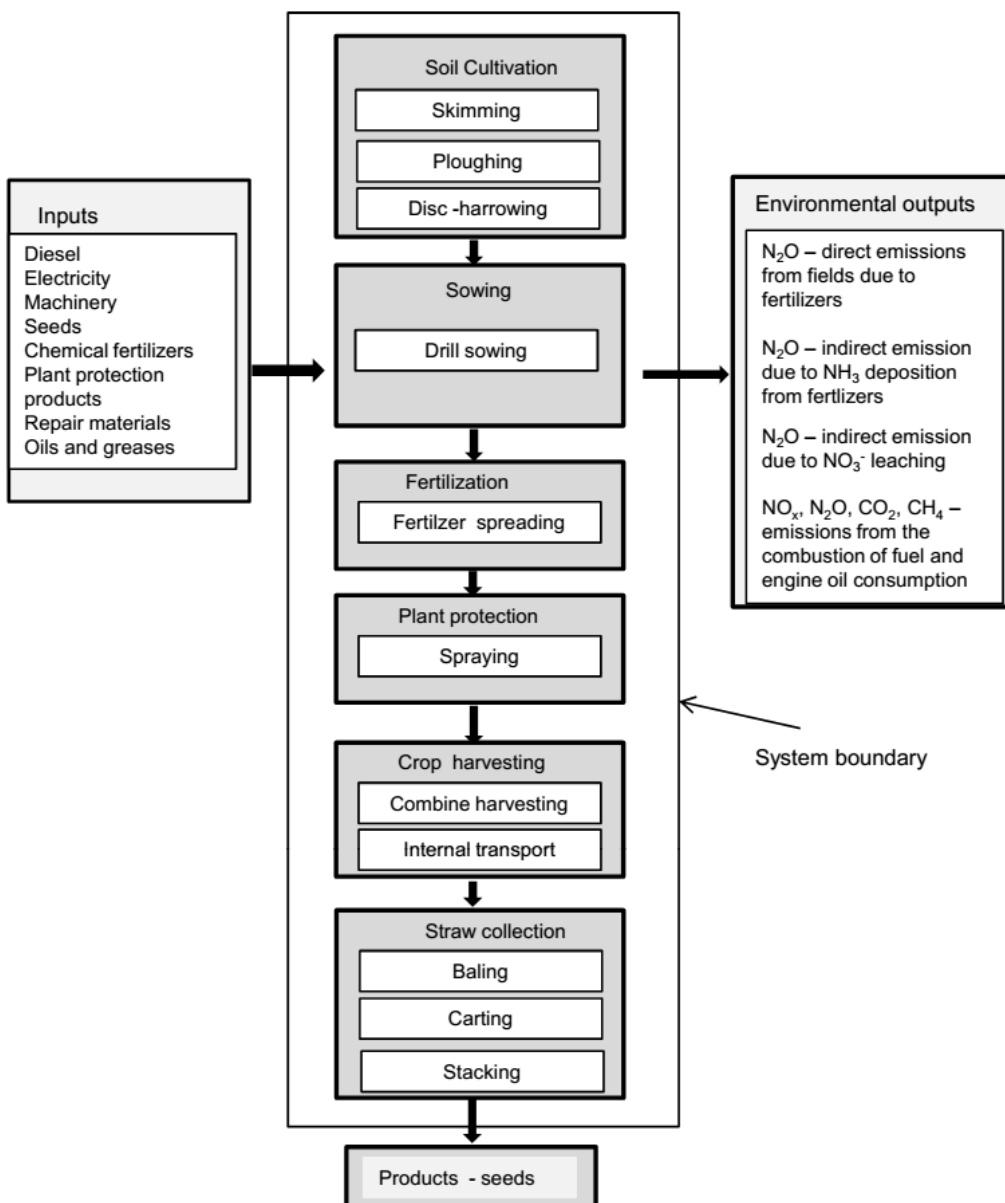 Soil Cultivation
Skimming
Ploughing
Disc -harrowing
Inputs
Diesel
Electricity
Machinery
Seeds
Chemical fertilizers
Plant protection
products
Repair materials
Oils and greases
Sowing
Drill sowing
Fertilization
Fertilzer spreading
Plant protection
Spraying
Crop harvesting
Combine harvesting
Internal transport
Straw collection
Baling
Carting
Stacking
Products - seeds
Environmental outputs
N₂O – direct emissions
from fields due to
fertilizers
N₂O – indirect emission
due to NH₃ deposition
from fertlizers
N₂O – indirect emission
due to NO₃⁻ leaching
NOₓ, N₂O, CO₂, CH₄ –
emissions from the
combustion of fuel and
engine oil consumption
System boundary